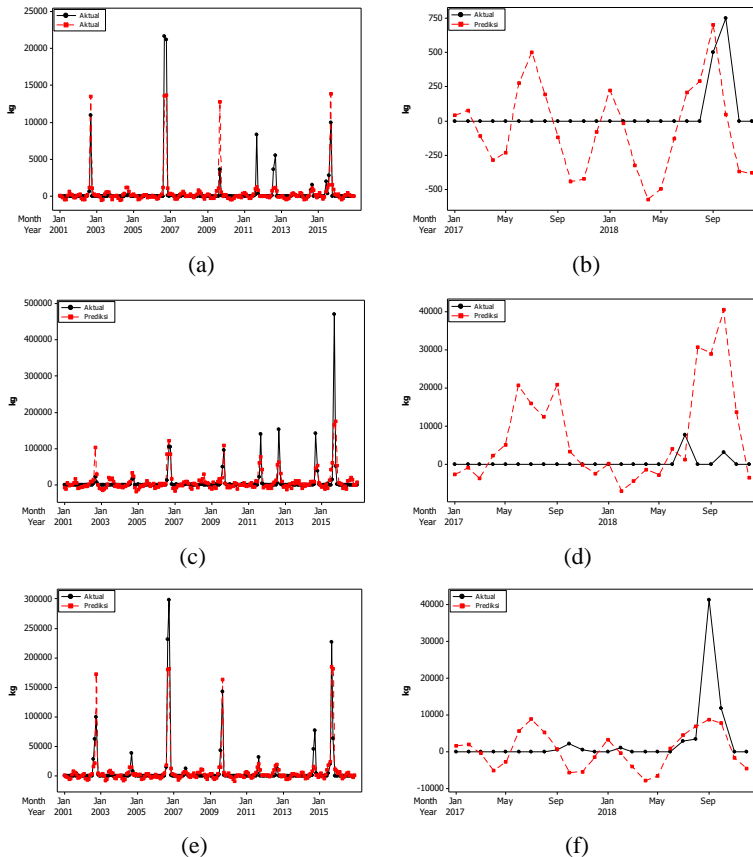 25000
20000
15000
10000
5000
0
kg
Aktual
Aktual
Month Jan Jan Jan Jan Jan Jan Jan Jan
Year 2001 2003 2005 2007 2009 2011 2013 2015
(a)
750
500
250
0
-250
-500
kg
Aktual
Prediksi
Month Jan May Sep Jan May Sep
Year 2017 2018
(b)
500000
400000
300000
200000
100000
0
kg
Aktual
Prediksi
Month Jan Jan Jan Jan Jan Jan Jan Jan
Year 2001 2003 2005 2007 2009 2011 2013 2015
(c)
40000
30000
20000
10000
0
kg
Aktual
Prediksi
Month Jan May Sep Jan May Sep
Year 2017 2018
(d)
300000
250000
200000
150000
100000
50000
0
kg
Aktual
Prediksi
Month Jan Jan Jan Jan Jan Jan Jan Jan
Year 2001 2003 2005 2007 2009 2011 2013 2015
(e)
40000
30000
20000
10000
0
-10000
kg
Aktual
Prediksi
Month Jan May Sep Jan May Sep
Year 2017 2018
(f)